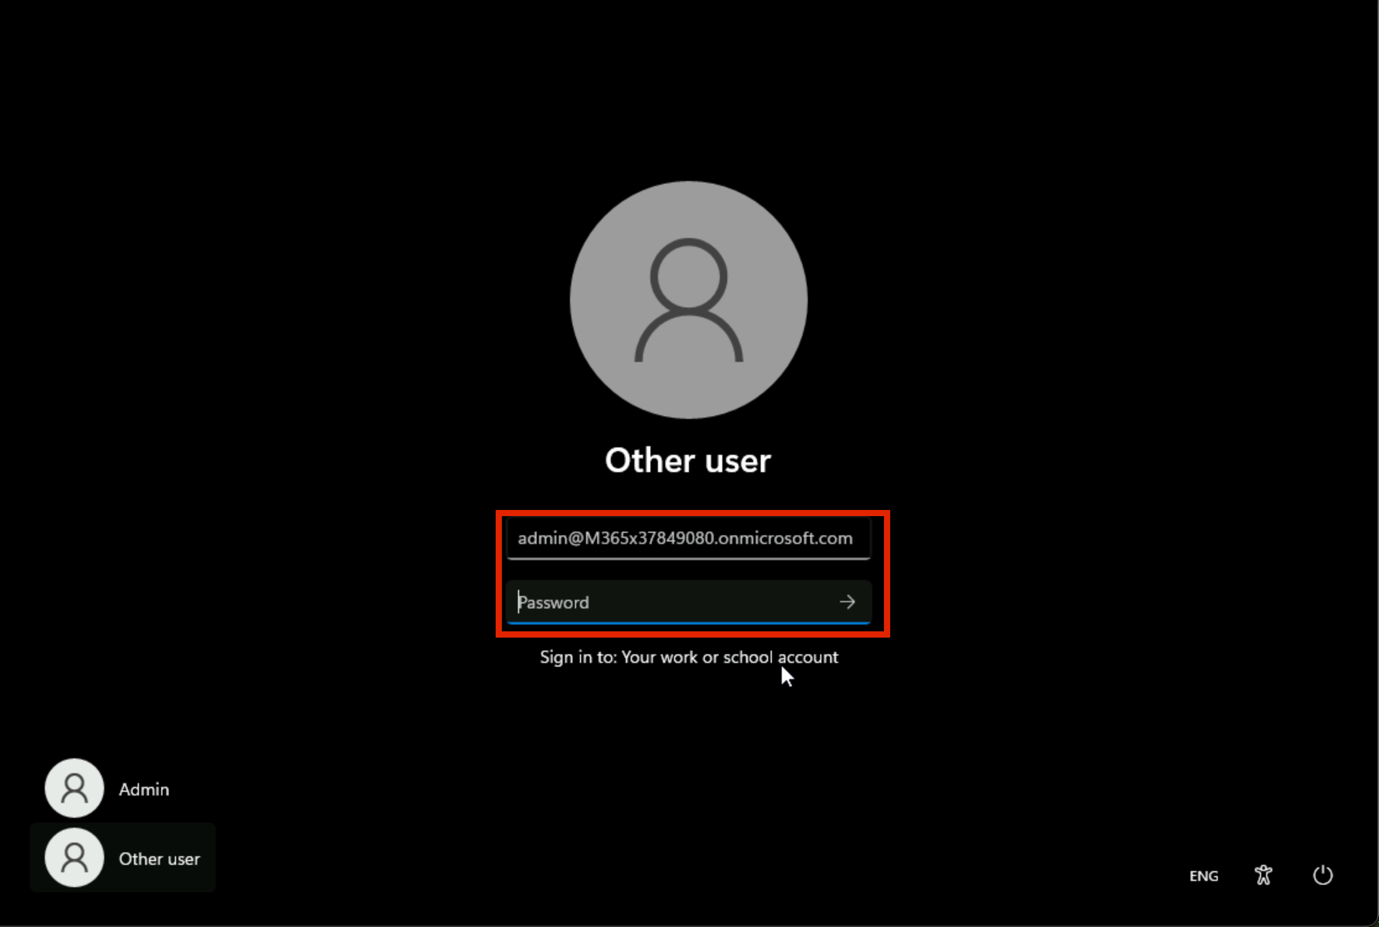 Other user
admin@M365x37849080.onmicrosoft.com
Password
Sign in to: Your work or school account
Admin
Other user
ENG